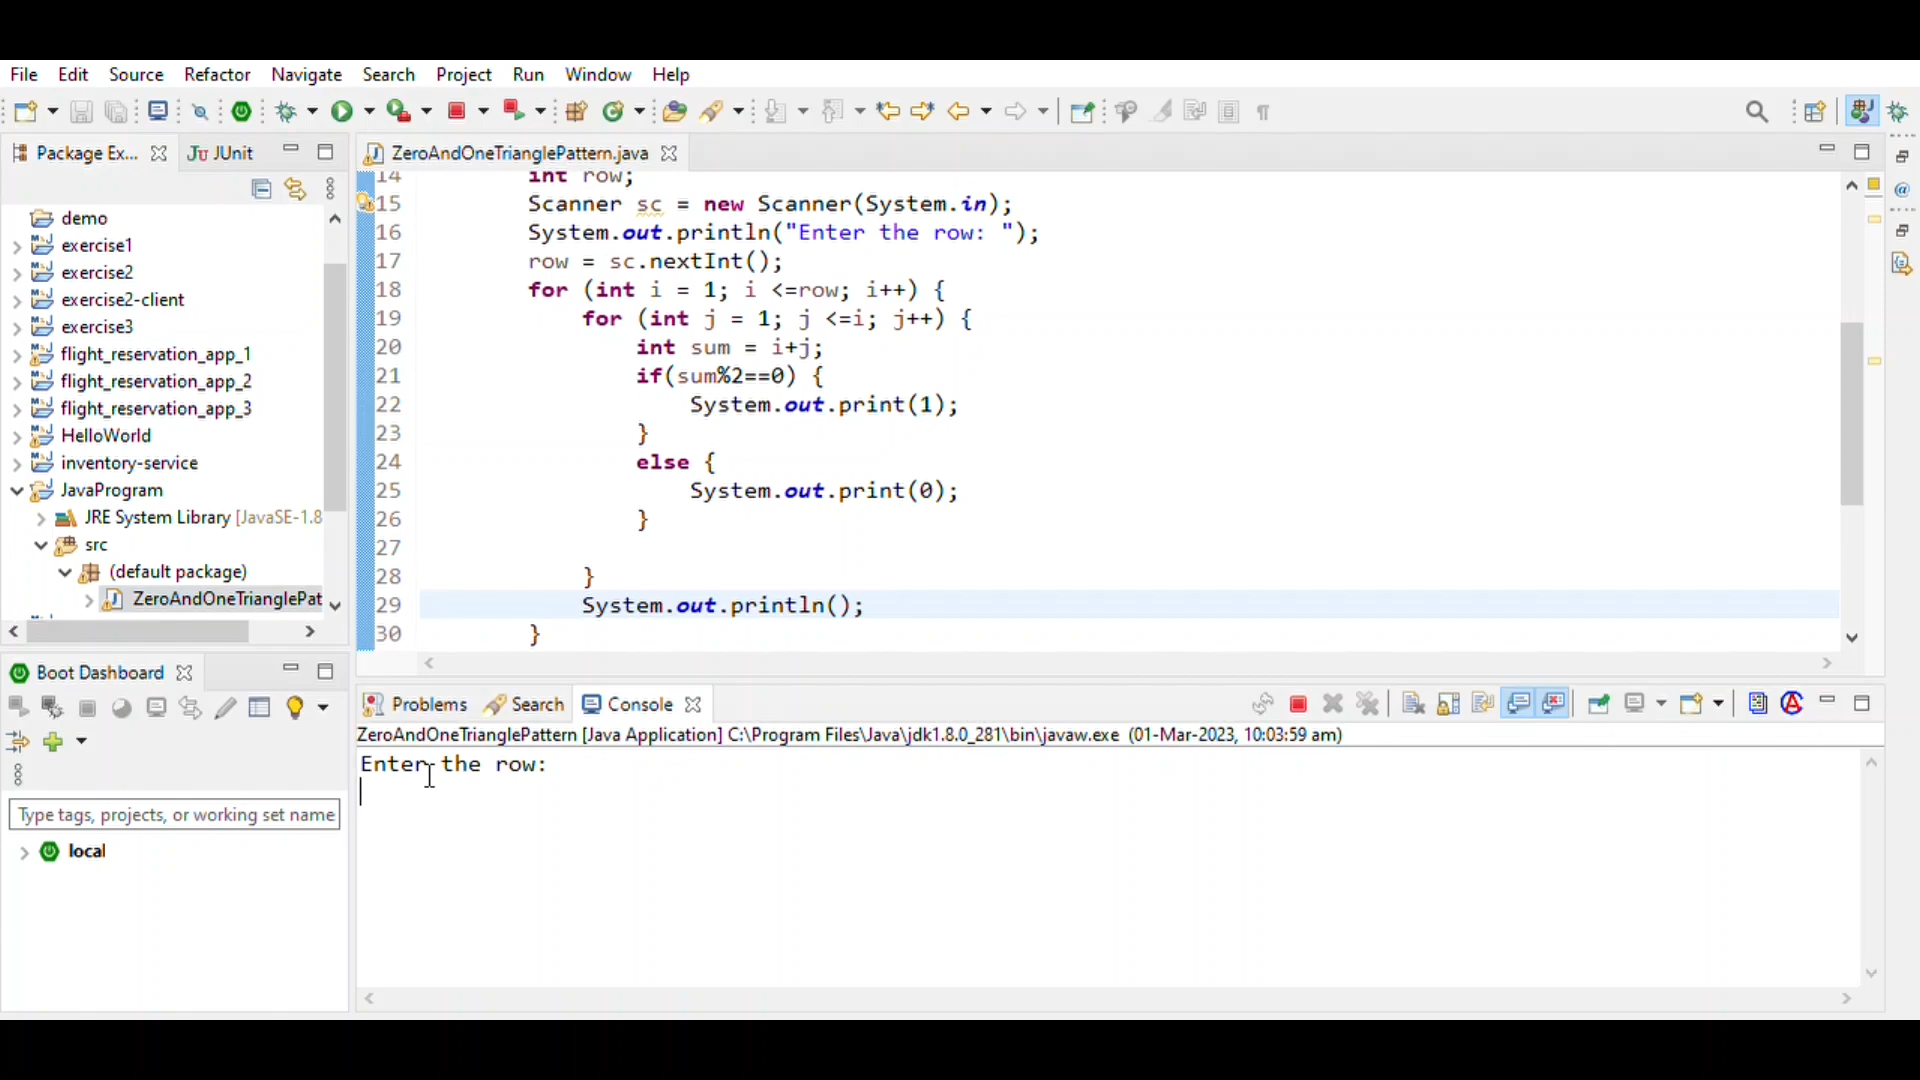 File Edit Source Refactor Navigate Search Project Run Window Help
Package Ex... JUnit
ZeroAndOneTrianglePattern.java
demo
exercise1
exercise2
exercise2-client
exercise3
flight_reservation_app_1
flight_reservation_app_2
flight_reservation_app_3
HelloWorld
inventory-service
JavaProgram
JRE System Library [JavaSE-1.8
src
(default package)
ZeroAndOneTrianglePat
14 int row;
15 Scanner sc = new Scanner(System.in);
16 System.out.println("Enter the row: ");
17 row = sc.nextInt();
18 for (int i = 1; i <=row; i++) {
19 for (int j = 1; j <=i; j++) {
20 int sum = i+j;
21 if(sum%2==0) {
22 System.out.print(1);
23 }
24 else {
25 System.out.print(0);
26 }
27
28 }
29 System.out.println();
30 }
Boot Dashboard
Type tags, projects, or working set name
local
Problems Search Console
ZeroAndOneTrianglePattern [Java Application] C:\Program Files\Java\jdk1.8.0_281\bin\javaw.exe (01-Mar-2023, 10:03:59 am)
Enter the row: